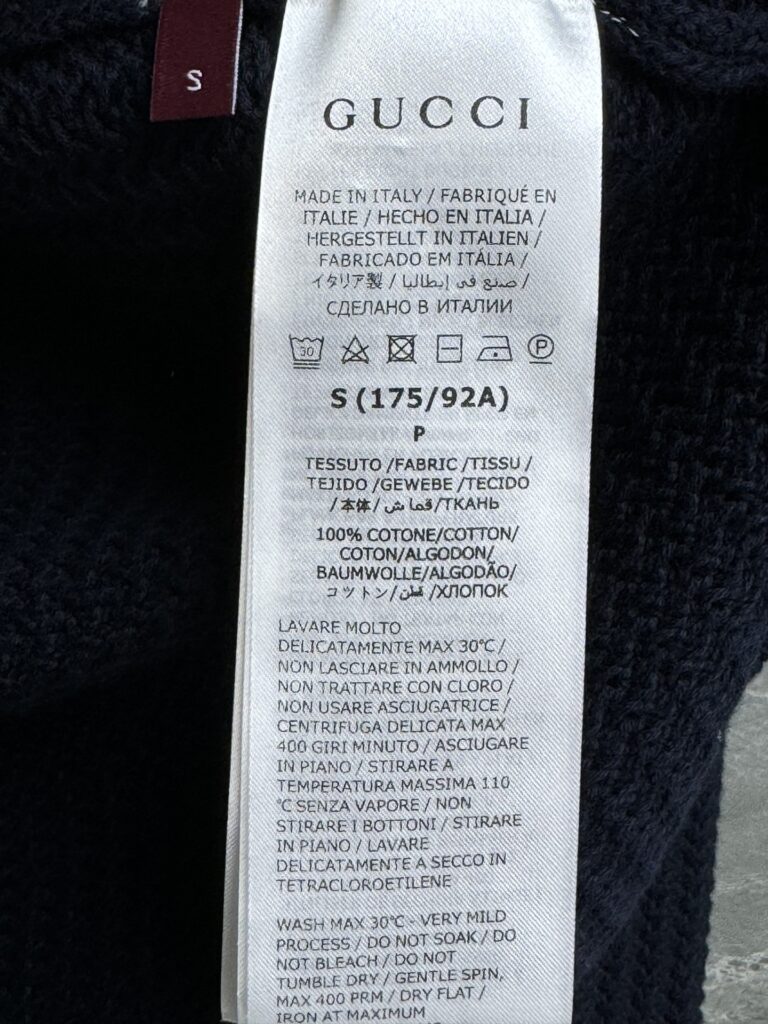 S
GUCCI
MADE IN ITALY / FABRIQUÉ EN
ITALIE / HECHO EN ITALIA /
HERGESTELLT IN ITALIEN /
FABRICADO EM ITÁLIA /
イタリア製 / صنع في إيطاليا /
СДЕЛАНО В ИТАЛИИ
30 P
S (175/92A)
P
TESSUTO /FABRIC /TISSU /
TEJIDO /GEWEBE /TECIDO
/本体/ قماش /ТКАНЬ
100% COTONE/COTTON/
COTON/ALGODON/
BAUMWOLLE/ALGODÃO/
コットン/ قطن /ХЛОПОК
LAVARE MOLTO
DELICATAMENTE MAX 30°C /
NON LASCIARE IN AMMOLLO /
NON TRATTARE CON CLORO /
NON USARE ASCIUGATRICE /
CENTRIFUGA DELICATA MAX
400 GIRI MINUTO / ASCIUGARE
IN PIANO / STIRARE A
TEMPERATURA MASSIMA 110
°C SENZA VAPORE / NON
STIRARE I BOTTONI / STIRARE
IN PIANO / LAVARE
DELICATAMENTE A SECCO IN
TETRACLOROETILENE
WASH MAX 30°C - VERY MILD
PROCESS / DO NOT SOAK / DO
NOT BLEACH / DO NOT
TUMBLE DRY / GENTLE SPIN,
MAX 400 PRM / DRY FLAT /
IRON AT MAXIMUM